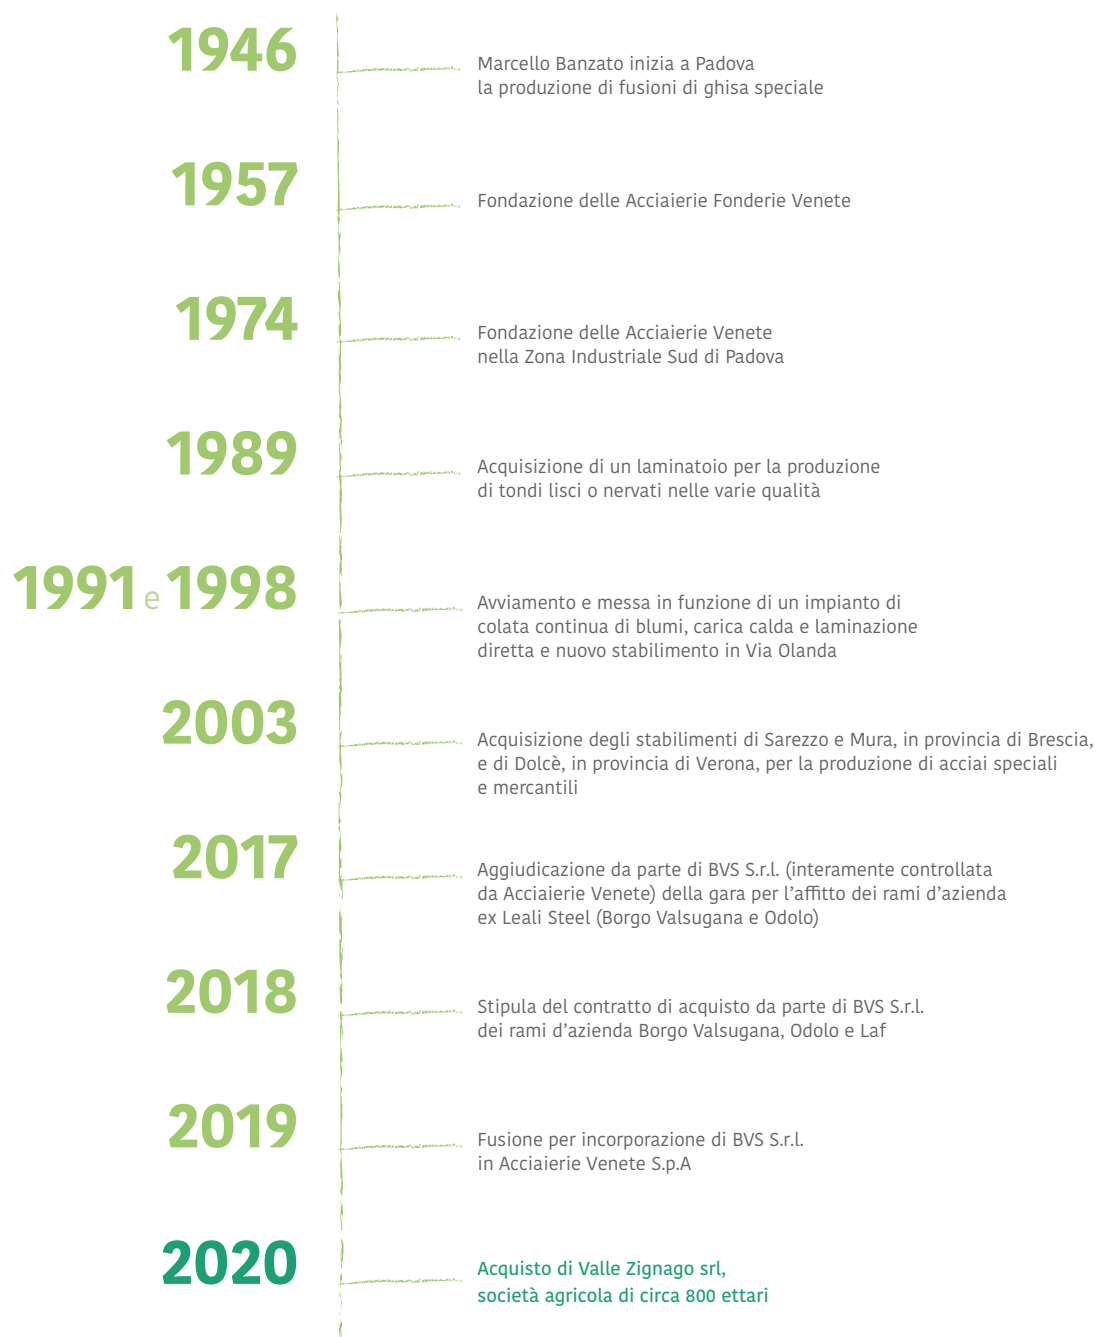 1946
Marcello Banzato inizia a Padova
la produzione di fusioni di ghisa speciale
1957
Fondazione delle Acciaierie Fonderie Venete
1974
Fondazione delle Acciaierie Venete
nella Zona Industriale Sud di Padova
1989
Acquisizione di un laminatoio per la produzione
di tondi lisci o nervati nelle varie qualità
1991 e 1998
Avviamento e messa in funzione di un impianto di
colata continua di blumi, carica calda e laminazione
diretta e nuovo stabilimento in Via Olanda
2003
Acquisizione degli stabilimenti di Sarezzo e Mura, in provincia di Brescia,
e di Dolcè, in provincia di Verona, per la produzione di acciai speciali
e mercantili
2017
Aggiudicazione da parte di BVS S.r.l. (interamente controllata
da Acciaierie Venete) della gara per l’affitto dei rami d’azienda
ex Leali Steel (Borgo Valsugana e Odolo)
2018
Stipula del contratto di acquisto da parte di BVS S.r.l.
dei rami d’azienda Borgo Valsugana, Odolo e Laf
2019
Fusione per incorporazione di BVS S.r.l.
in Acciaierie Venete S.p.A
2020
Acquisto di Valle Zignago srl,
società agricola di circa 800 ettari